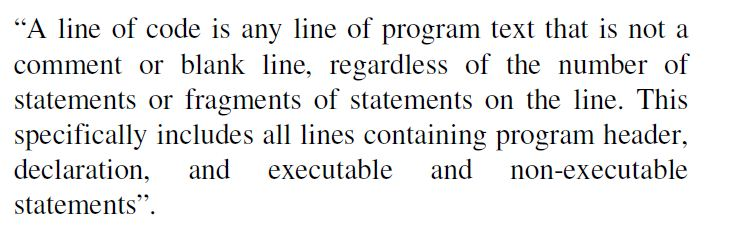 “A line of code is any line of program text that is not a
comment or blank line, regardless of the number of
statements or fragments of statements on the line. This
specifically includes all lines containing program header,
declaration, and executable and non-executable
statements”.